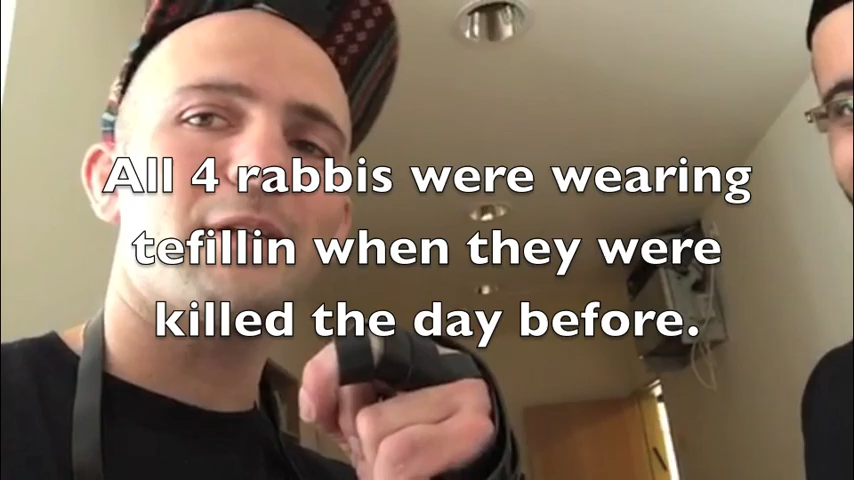 All 4 rabbis were wearing
tefillin when they were
killed the day before.